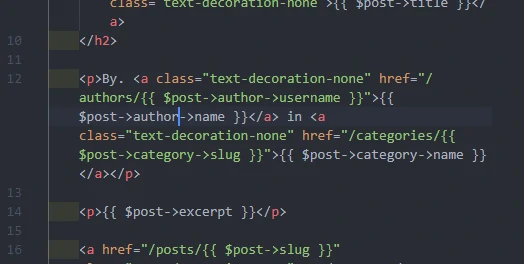 class="text-decoration-none">{{ $post->title }}</
a>
10 </h2>
11
12 <p>By. <a class="text-decoration-none" href="/
authors/{{ $post->author->username }}">{{
$post->author->name }}</a> in <a
class="text-decoration-none" href="/categories/{{
$post->category->slug }}">{{ $post->category->name }}
</a></p>
13
14 <p>{{ $post->excerpt }}</p>
15
16 <a href="/posts/{{ $post->slug }}"